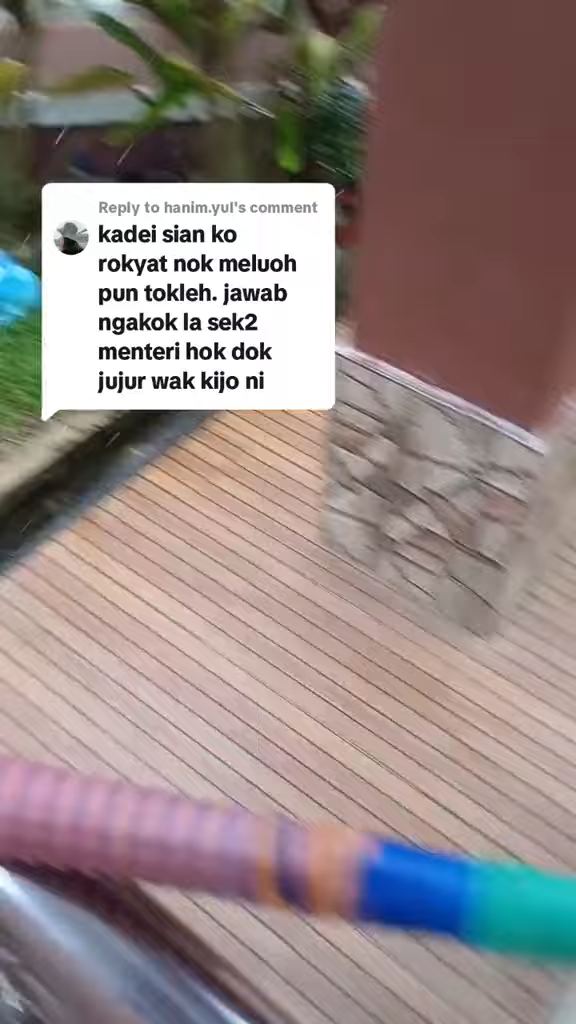 Reply to hanim.yul's comment
kadei sian ko
rokyat nok meluoh
pun tokleh. jawab
ngakok la sek2
menteri hok dok
jujur wak kijo ni